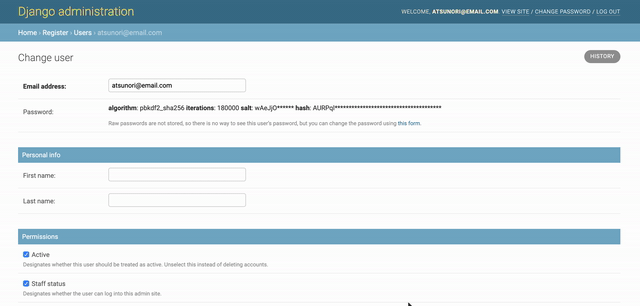 Django administration
WELCOME, ATSUNORI@EMAIL.COM. VIEW SITE / CHANGE PASSWORD / LOG OUT
Home › Register › Users › atsunori@email.com
Change user
HISTORY
Email address:
atsunori@email.com
Password:
algorithm: pbkdf2_sha256 iterations: 180000 salt: wAeJjO****** hash: AURPql**************************************
Raw passwords are not stored, so there is no way to see this user's password, but you can change the password using this form.
Personal info
First name:
Last name:
Permissions
Active
Designates whether this user should be treated as active. Unselect this instead of deleting accounts.
Staff status
Designates whether the user can log into this admin site.